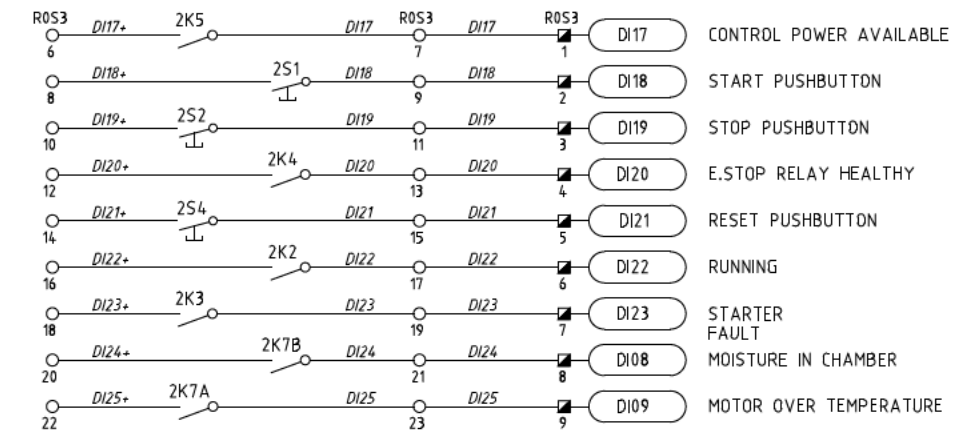 R0S3 DI17+ 2K5 DI17 R0S3 DI17 R0S3 DI17 CONTROL POWER AVAILABLE
6 7 1
DI18+ 2S1 DI18 DI18 DI18 START PUSHBUTTON
8 9 2
DI19+ 2S2 DI19 DI19 DI19 STOP PUSHBUTTON
10 11 3
DI20+ 2K4 DI20 DI20 DI20 E.STOP RELAY HEALTHY
12 13 4
DI21+ 2S4 DI21 DI21 DI21 RESET PUSHBUTTON
14 15 5
DI22+ 2K2 DI22 DI22 DI22 RUNNING
16 17 6
DI23+ 2K3 DI23 DI23 DI23 STARTER
18 19 7 FAULT
DI24+ 2K7B DI24 DI24 DI08 MOISTURE IN CHAMBER
20 21 8
DI25+ 2K7A DI25 DI25 DI09 MOTOR OVER TEMPERATURE
22 23 9